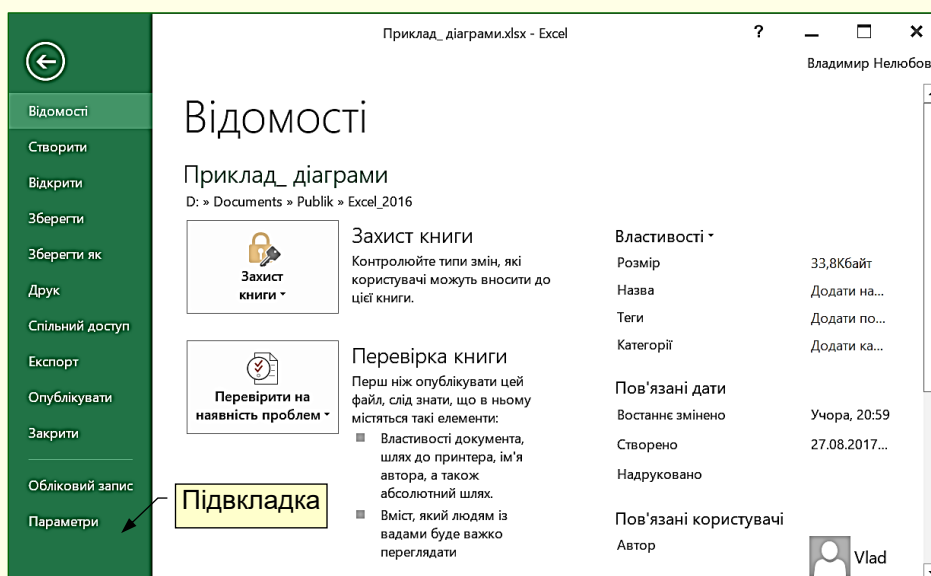 Приклад_ діаграми.xlsx - Excel
?
Владимир Нелюбов
Відомості
Створити
Відкрити
Зберегти
Зберегти як
Друк
Спільний доступ
Експорт
Опублікувати
Закрити
Обліковий запис
Параметри
Підвкладка
Відомості
Приклад_ діаграми
D: » Documents » Publik » Excel_2016
Захист
книги
Захист книги
Контролюйте типи змін, які
користувачі можуть вносити до
цієї книги.
Перевірити на
наявність проблем
Перевірка книги
Перш ніж опублікувати цей
файл, слід знати, що в ньому
містяться такі елементи:
Властивості документа,
шлях до принтера, ім'я
автора, а також
абсолютний шлях.
Вміст, який людям із
вадами буде важко
переглядати
Властивості
Розмір 33,8Кбайт
Назва Додати на...
Теги Додати по...
Категорії Додати ка...
Пов'язані дати
Востаннє змінено Учора, 20:59
Створено 27.08.2017...
Надруковано
Пов'язані користувачі
Автор
Vlad